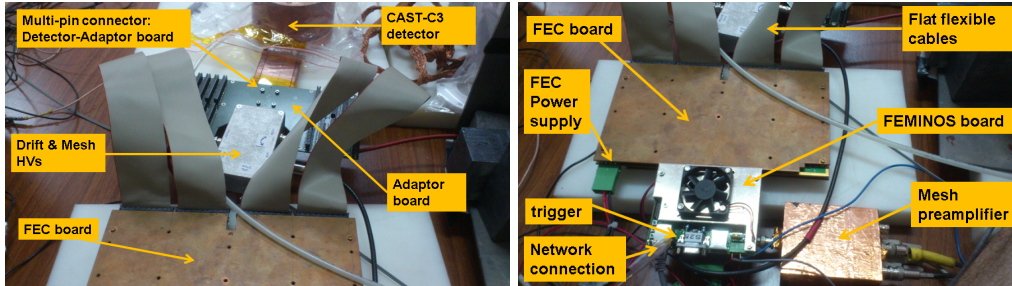 Multi-pin connector:
Detector-Adaptor board
CAST-C3
detector
Drift & Mesh
HVs
Adaptor
board
FEC board
FEC board
Flat flexible
cables
FEC
Power
supply
FEMINOS board
trigger
Mesh
preamplifier
Network
connection